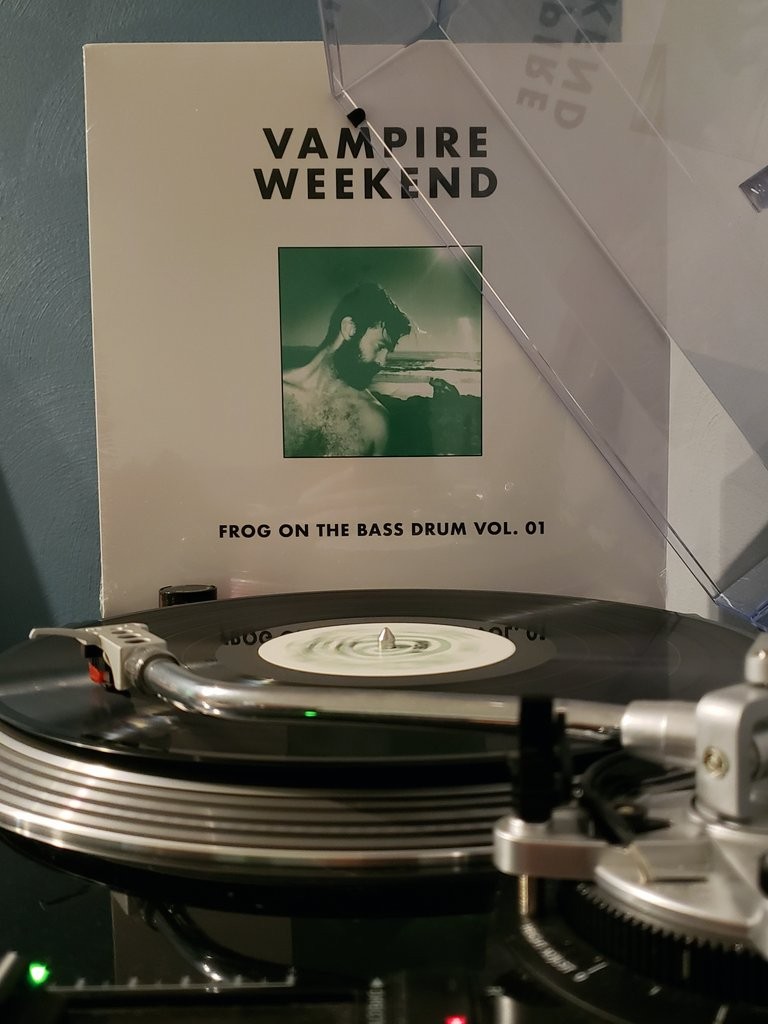 VAMPIRE
WEEKEND
FROG ON THE BASS DRUM VOL. 01